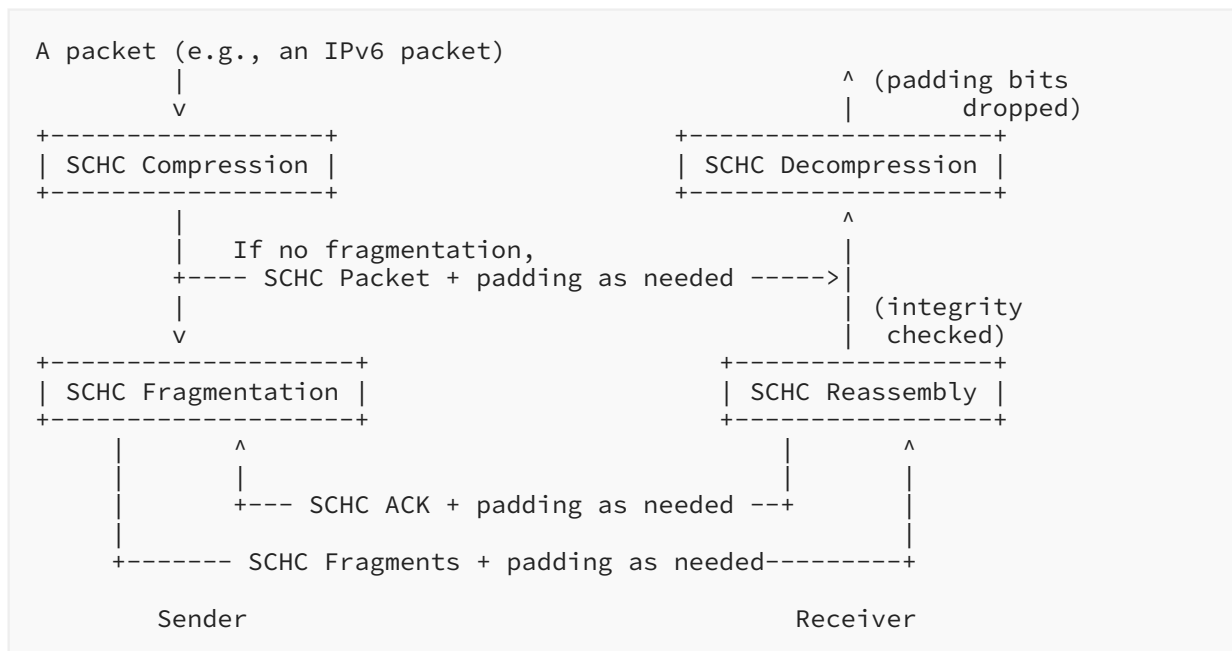 A packet (e.g., an IPv6 packet)
         |                                           ^ (padding bits
         v                                           |       dropped)
+------------------+                      +--------------------+
| SCHC Compression |                      | SCHC Decompression |
+------------------+                      +--------------------+
         |                                           ^
         |   If no fragmentation,                    |
         +---- SCHC Packet + padding as needed ----->|
         |                                           | (integrity
         v                                           |  checked)
+--------------------+                       +-----------------+
| SCHC Fragmentation |                       | SCHC Reassembly |
+--------------------+                       +-----------------+
     |       ^                                   |       ^
     |       |                                   |       |
     |       +--- SCHC ACK + padding as needed --+       |
     |                                                   |
     +------- SCHC Fragments + padding as needed---------+

        Sender                                    Receiver